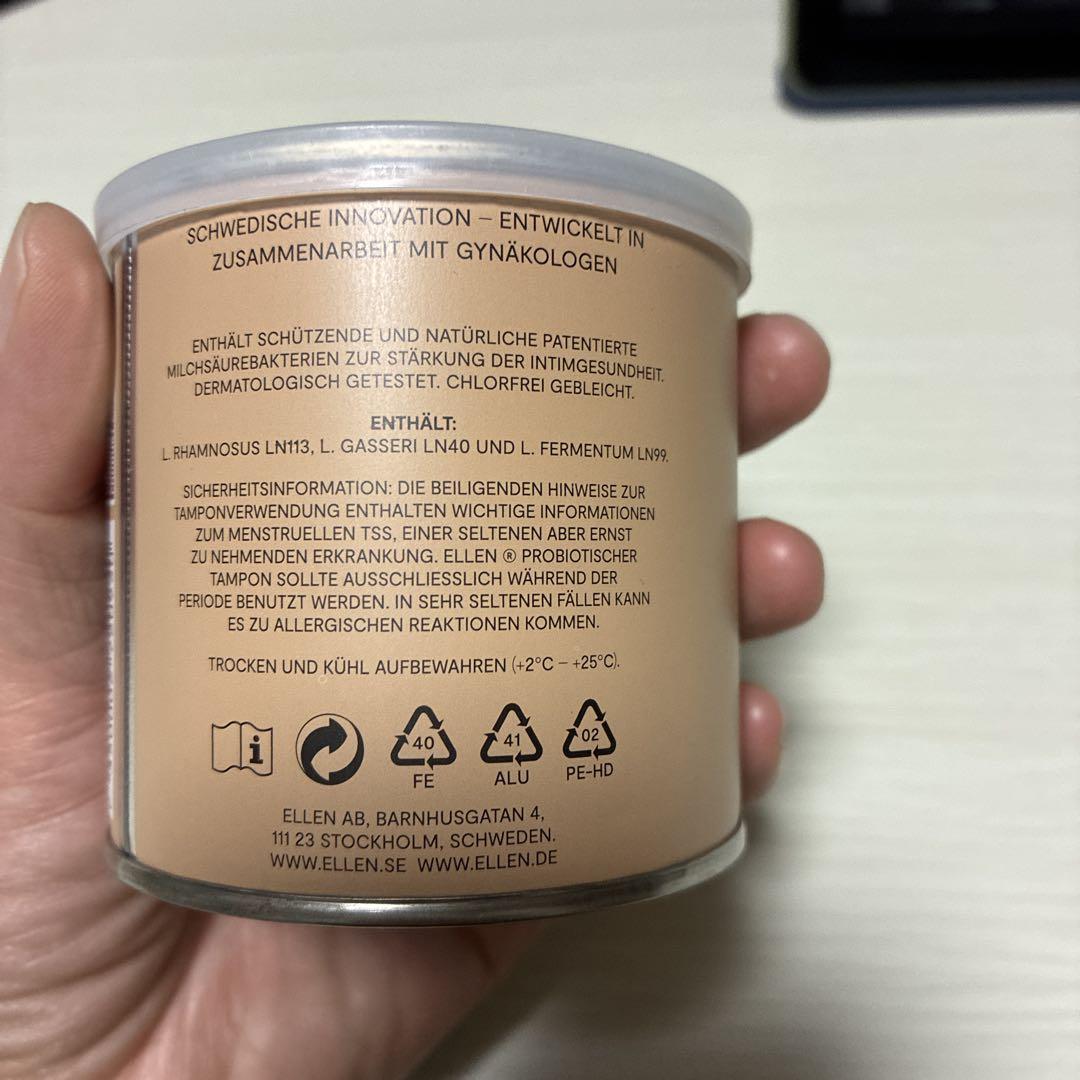 SCHWEDISCHE INNOVATION – ENTWICKELT IN
ZUSAMMENARBEIT MIT GYNÄKOLOGEN
ENTHÄLT SCHÜTZENDE UND NATÜRLICHE PATENTIERTE
MILCHSÄUREBAKTERIEN ZUR STÄRKUNG DER INTIMGESUNDHEIT.
DERMATOLOGISCH GETESTET. CHLORFREI GEBLEICHT.
ENTHÄLT:
L. RHAMNOSUS LN113, L. GASSERI LN40 UND L. FERMENTUM LN99.
SICHERHEITSINFORMATION: DIE BEILIGENDEN HINWEISE ZUR
TAMPONVERWENDUNG ENTHALTEN WICHTIGE INFORMATIONEN
ZUM MENSTRUELLEN TSS, EINER SELTENEN ABER ERNST
ZU NEHMENDEN ERKRANKUNG. ELLEN ® PROBIOTISCHER
TAMPON SOLLTE AUSSCHLIESSLICH WÄHREND DER
PERIODE BENUTZT WERDEN. IN SEHR SELTENEN FÄLLEN KANN
ES ZU ALLERGISCHEN REAKTIONEN KOMMEN.
TROCKEN UND KÜHL AUFBEWAHREN (+2°C – +25°C).
i 40 41 02
FE ALU PE-HD
ELLEN AB, BARNHUSGATAN 4,
111 23 STOCKHOLM, SCHWEDEN.
WWW.ELLEN.SE WWW.ELLEN.DE